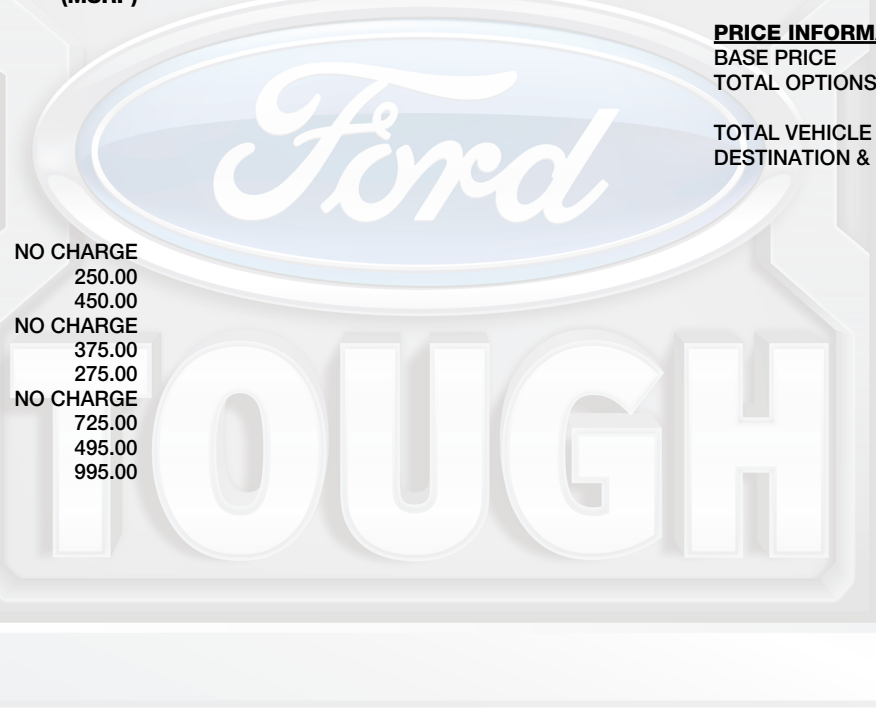 (MSRP)
PRICE INFORMA
BASE PRICE
TOTAL OPTIONS
TOTAL VEHICLE
DESTINATION &
Ford
NO CHARGE
250.00
450.00
NO CHARGE
375.00
275.00
NO CHARGE
725.00
495.00
995.00
TOUGH